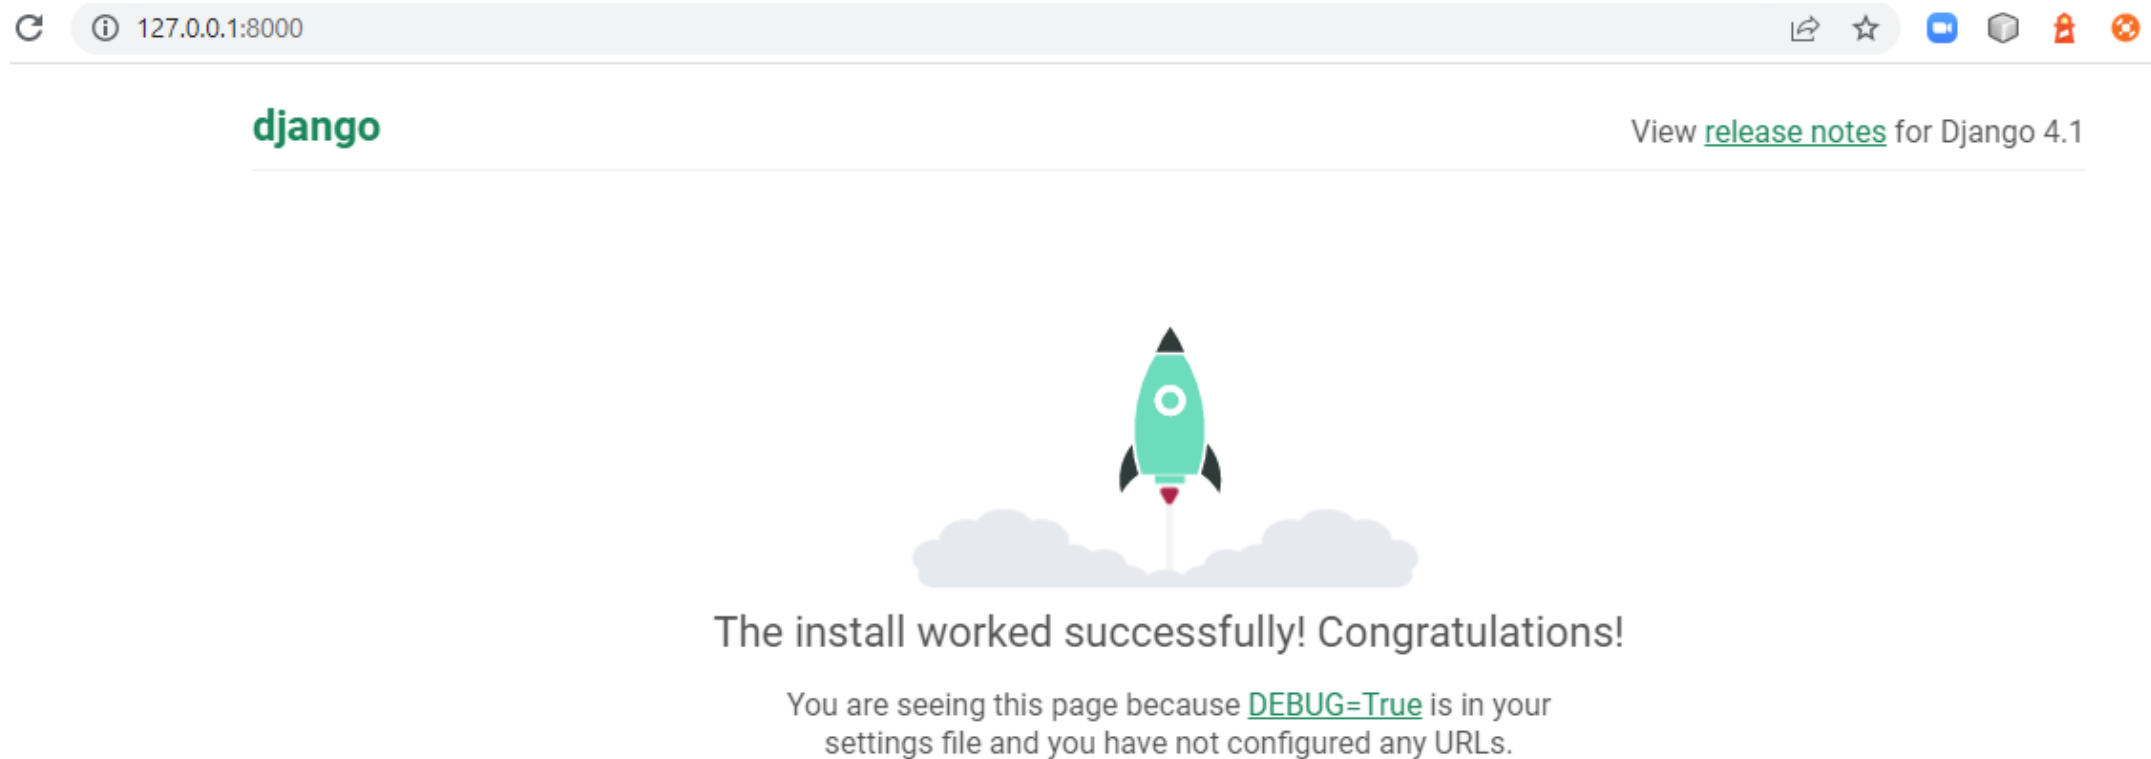 127.0.0.1:8000
django
View release notes for Django 4.1
The install worked successfully! Congratulations!
You are seeing this page because DEBUG=True is in your
settings file and you have not configured any URLs.